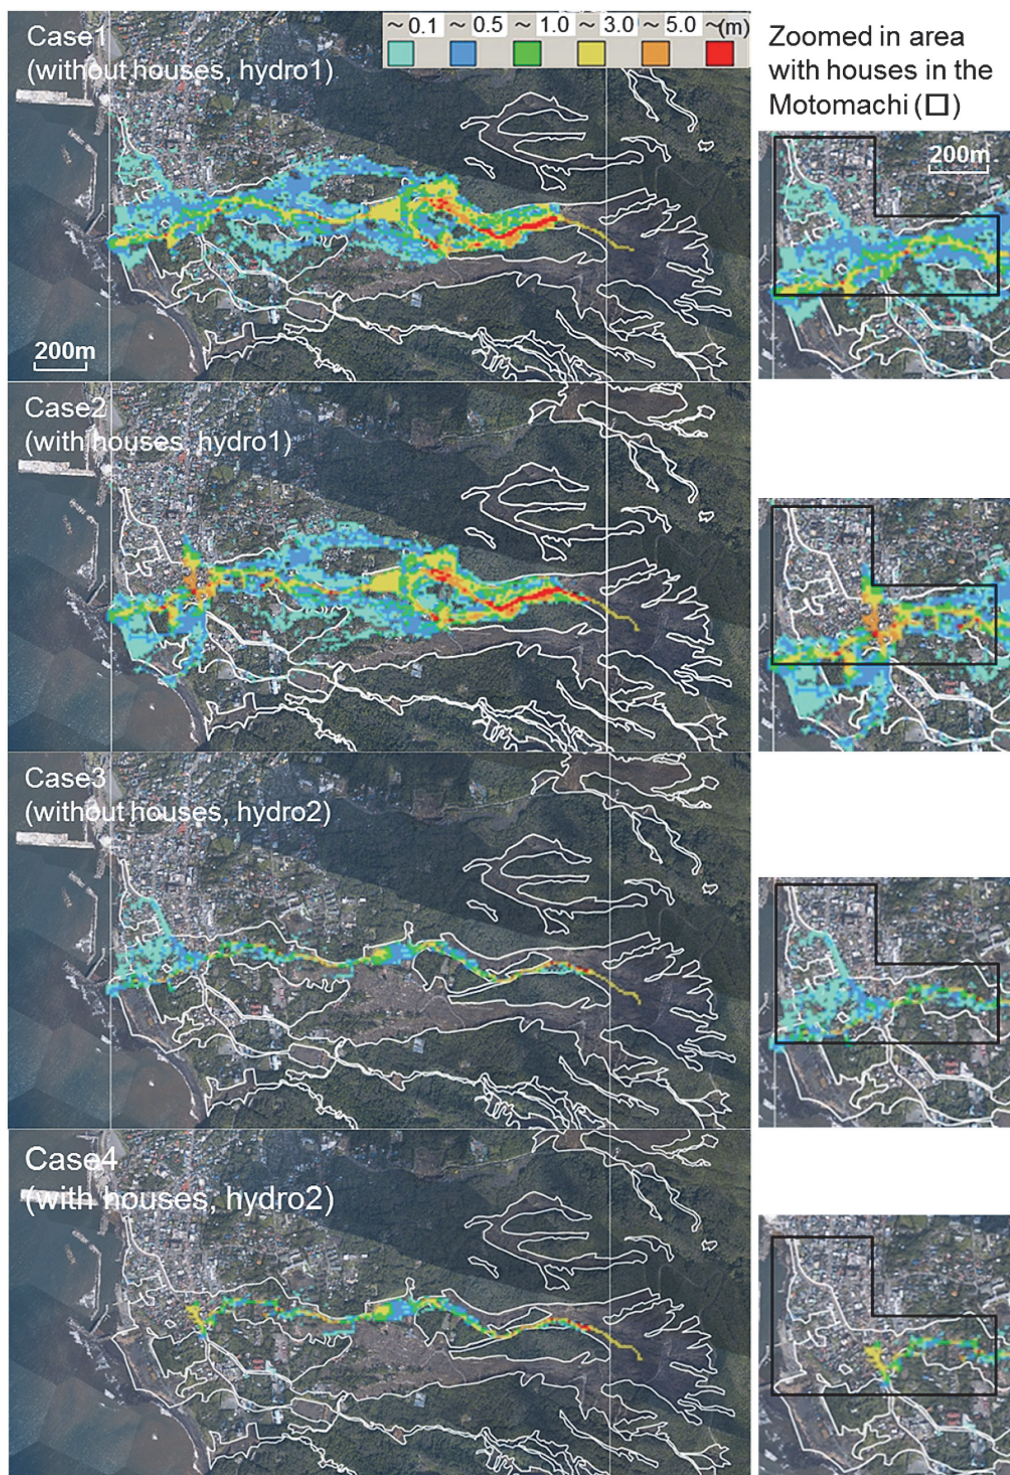 Case1
(without houses, hydro1)
~0.1 ~0.5 ~1.0 ~3.0 ~5.0 ~(m)
200m
Zoomed in area
with houses in the
Motomachi (□)
200m
Case2
(with houses, hydro1)
Case3
(without houses, hydro2)
Case4
(with houses, hydro2)